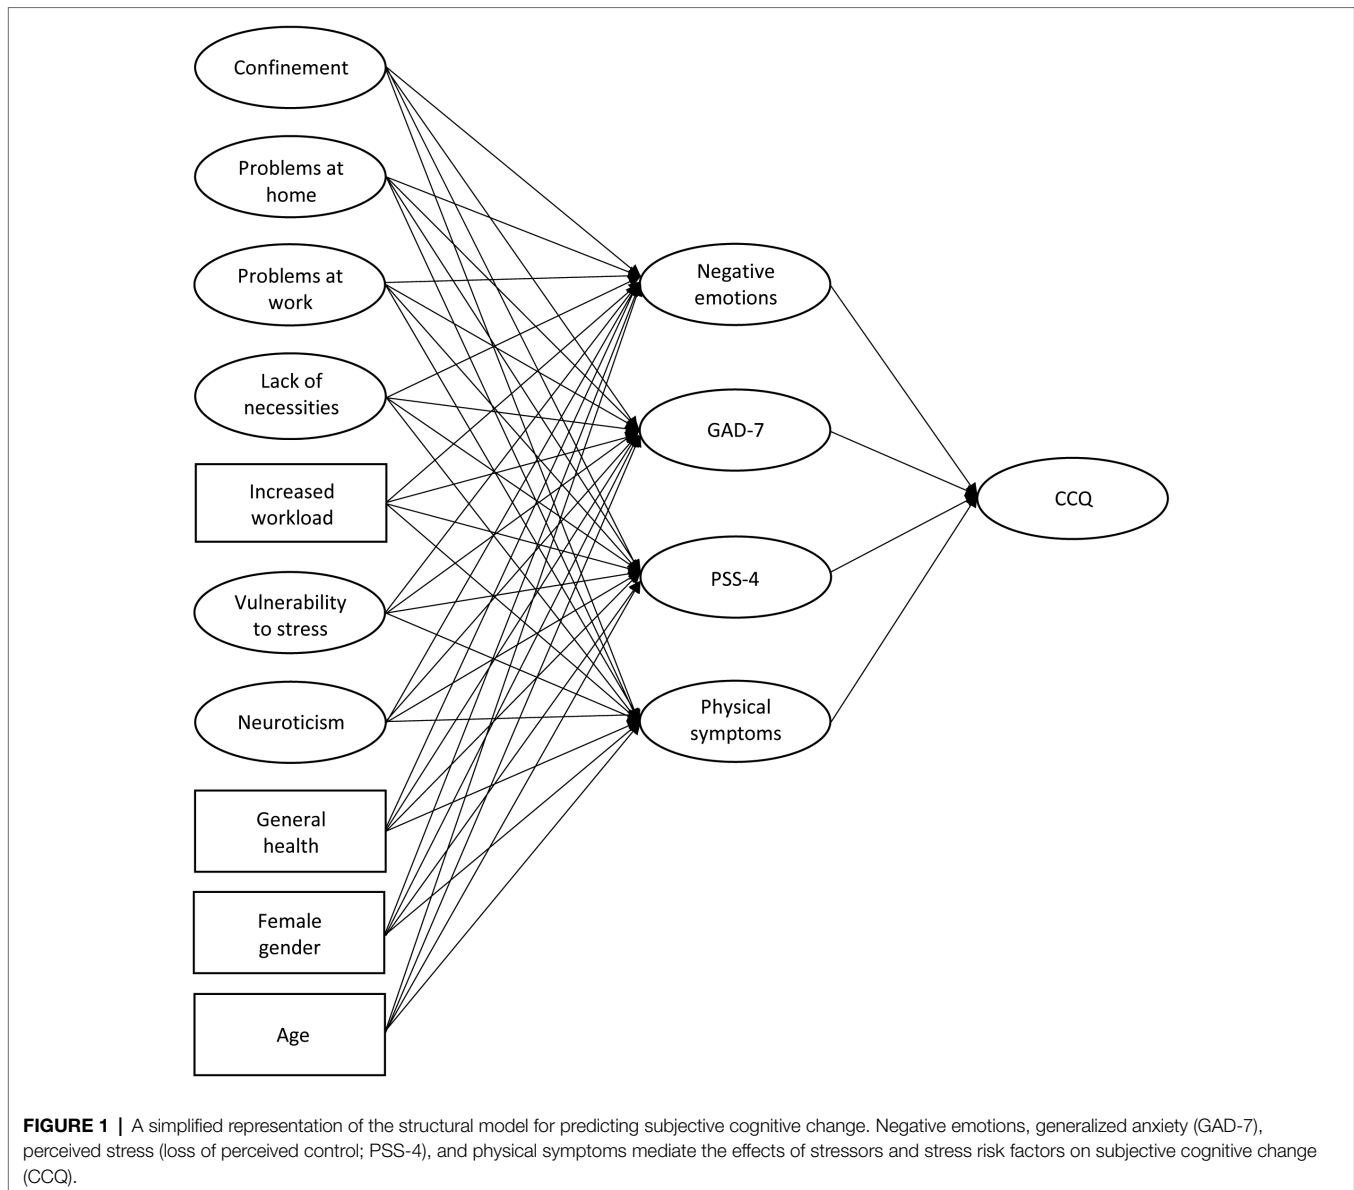 Confinement
Problems at
home
Problems at
work
Lack of
necessities
Increased
workload
Vulnerability
to stress
Neuroticism
General
health
Female
gender
Age
Negative
emotions
GAD-7
PSS-4
Physical
symptoms
CCQ
FIGURE 1 | A simplified representation of the structural model for predicting subjective cognitive change. Negative emotions, generalized anxiety (GAD-7),
perceived stress (loss of perceived control; PSS-4), and physical symptoms mediate the effects of stressors and stress risk factors on subjective cognitive change
(CCQ).